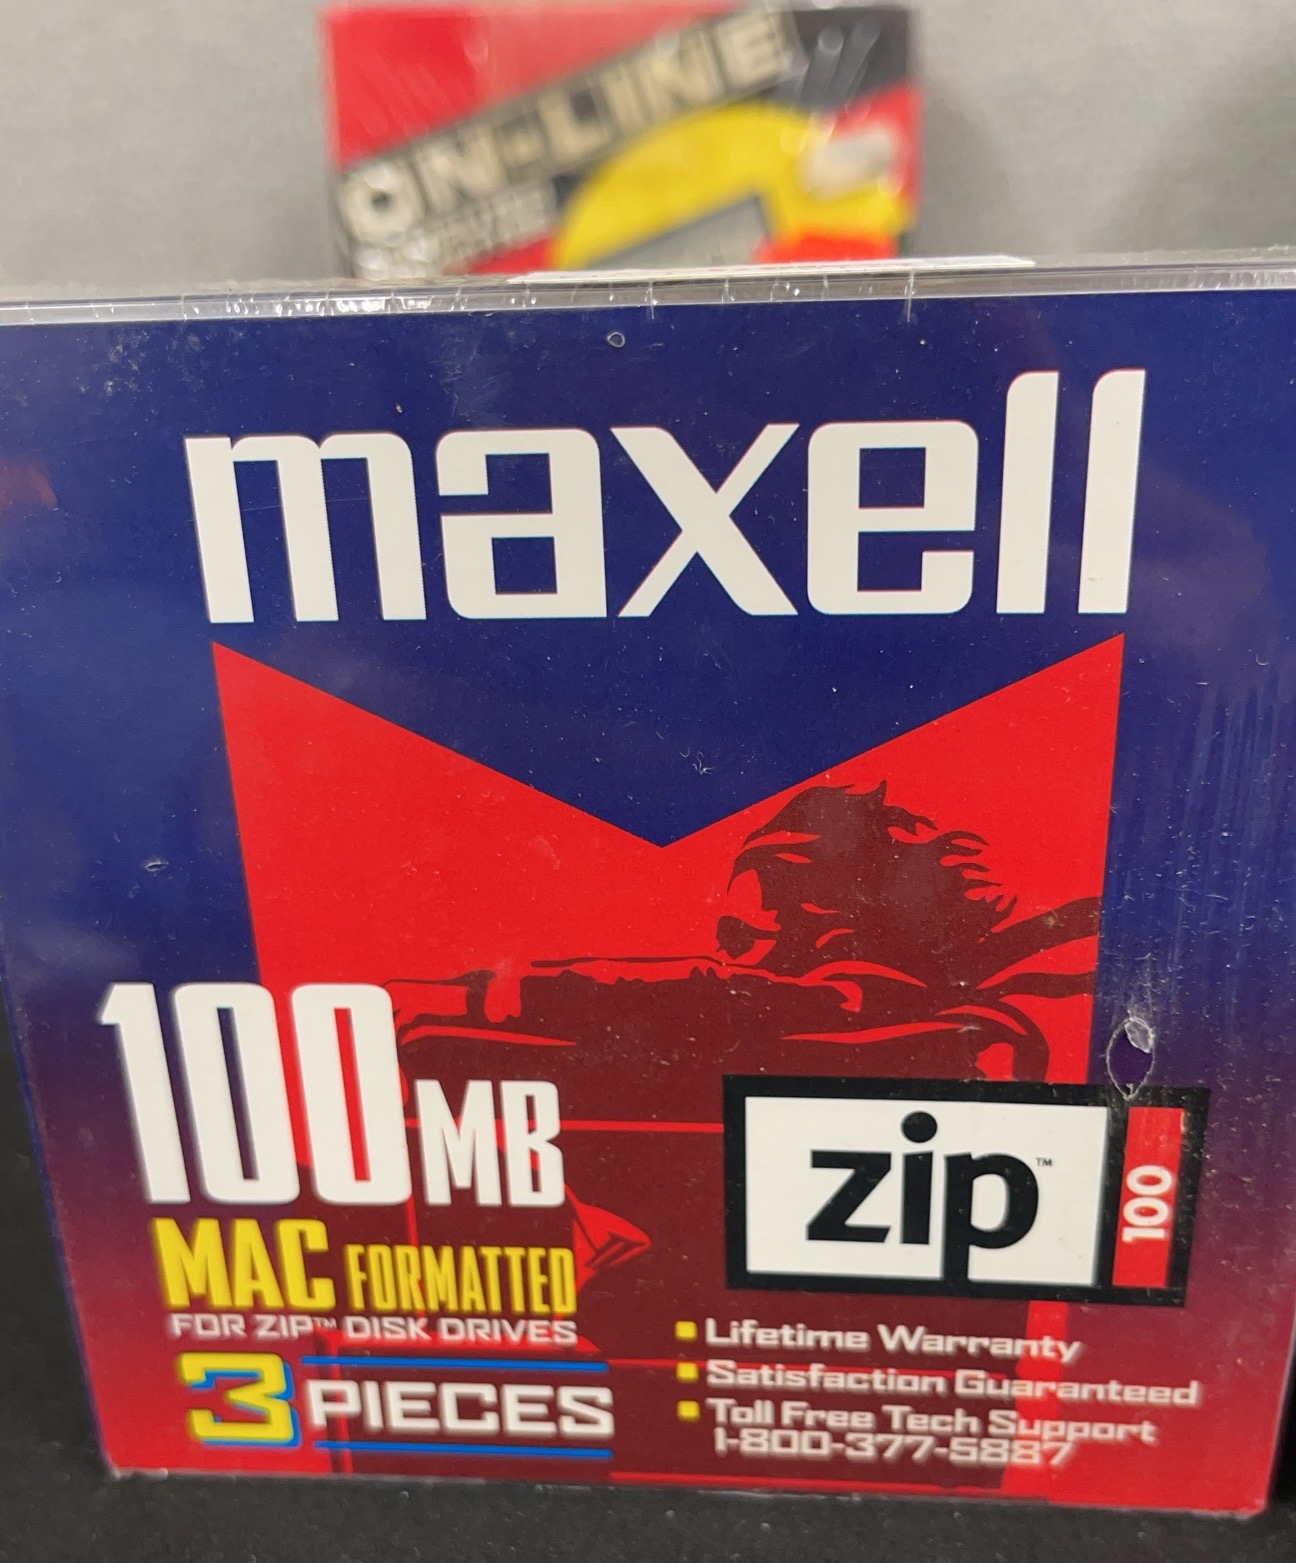 ON-LINE
maxell
100MB
MAC FORMATTED
FOR ZIP™ DISK DRIVES
3 PIECES
zip™
100
Lifetime Warranty
Satisfaction Guaranteed
Toll Free Tech Support
1-800-377-5887